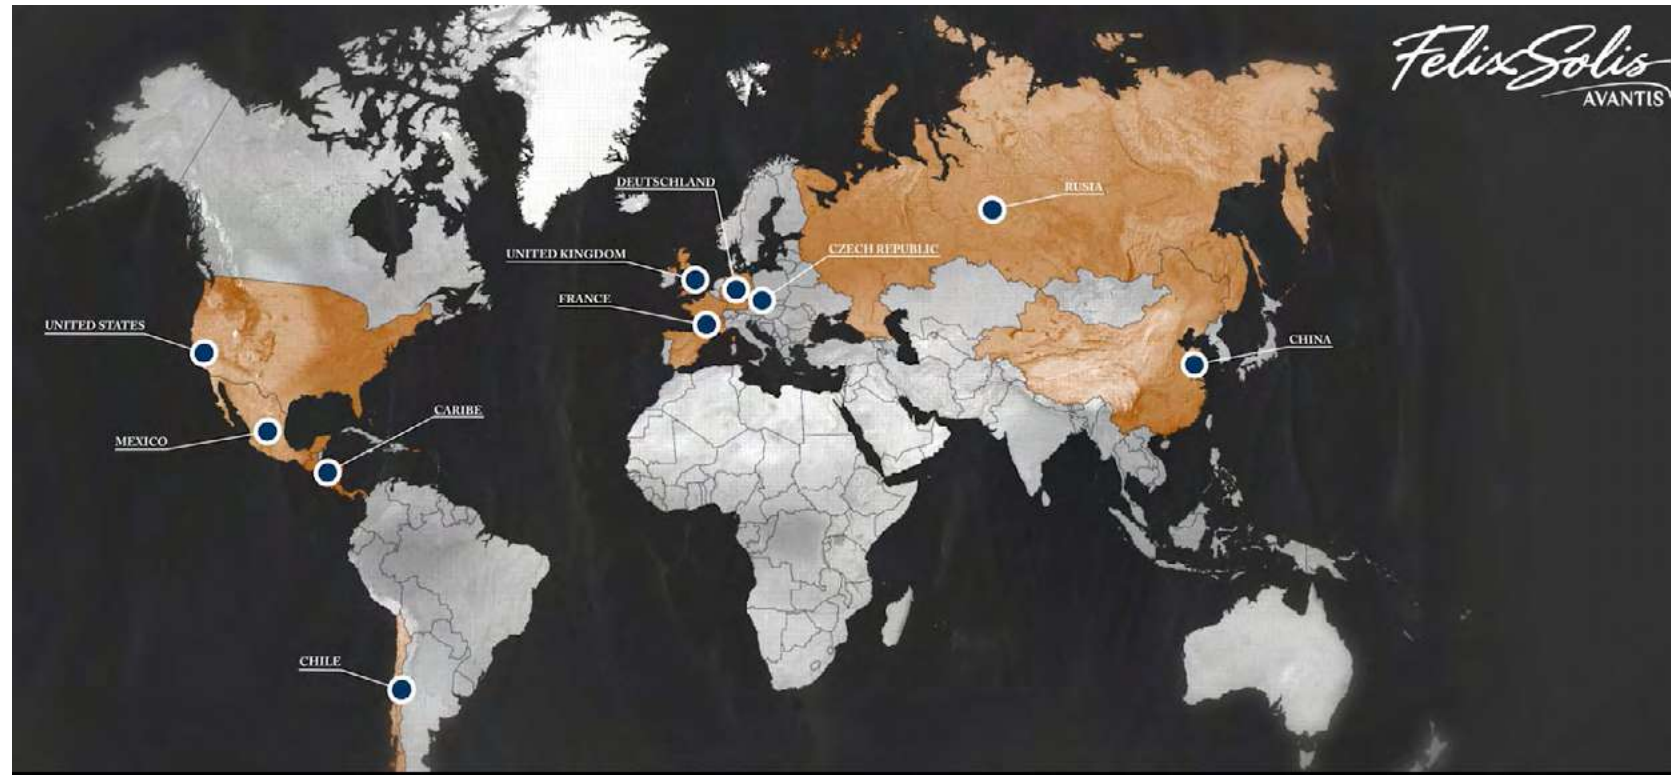 Felix Solis
AVANTIS
DEUTSCHLAND
RUSIA
UNITED KINGDOM
CZECH REPUBLIC
FRANCE
UNITED STATES
CHINA
CARIBE
MEXICO
CHILE